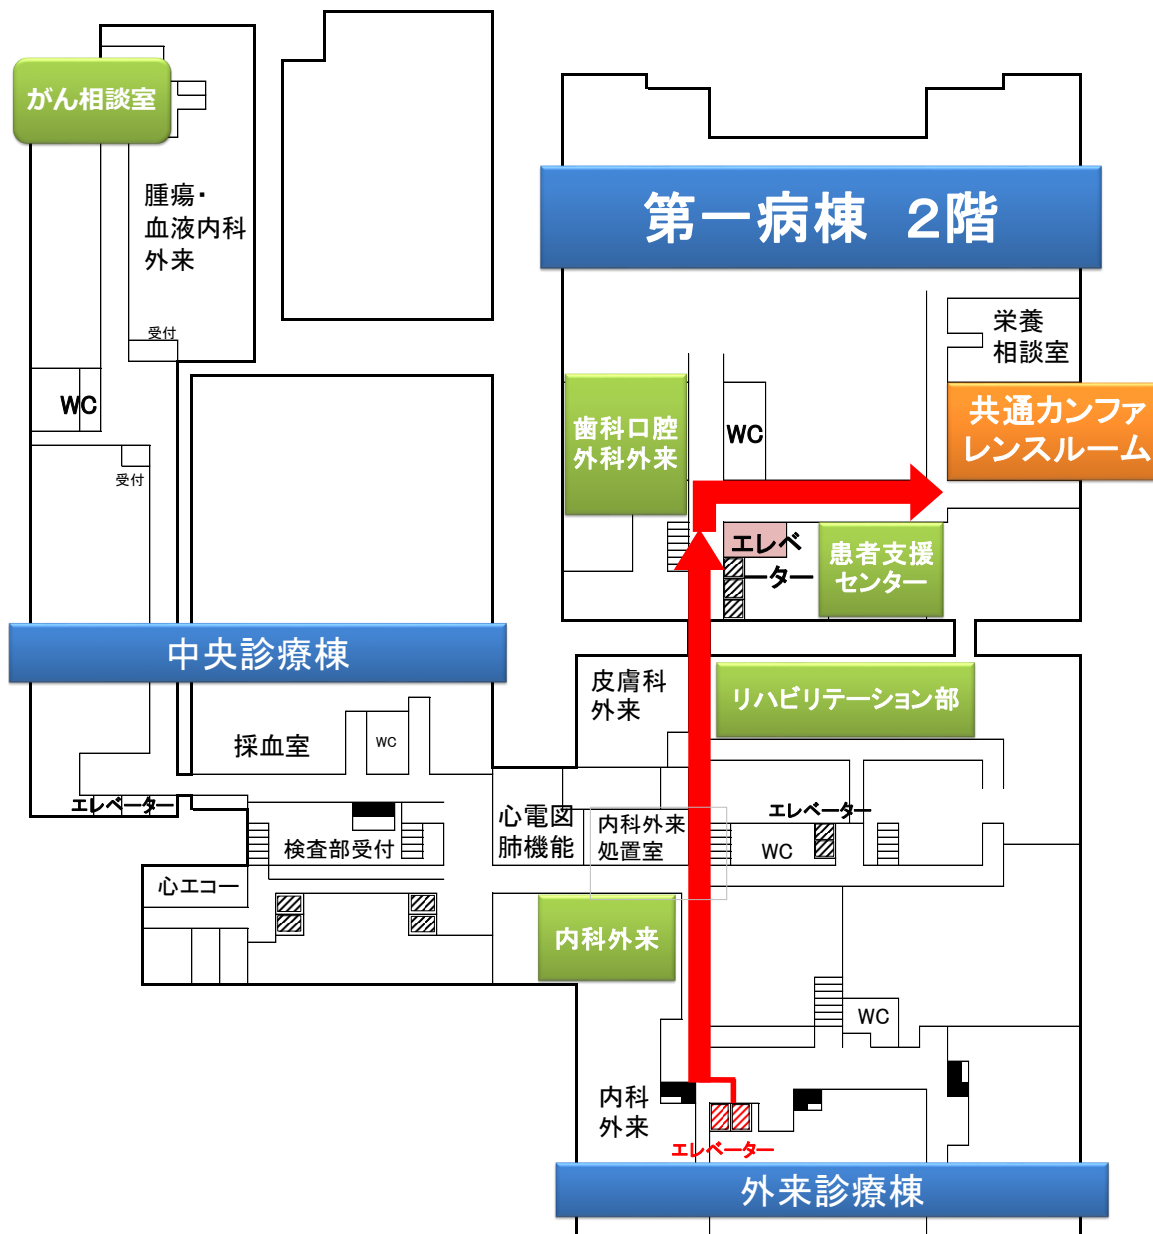 がん相談室
腫瘍・
血液内科
外来
受付
WC
受付
第一病棟　２階
栄養
相談室
共通カンファ
レンスルーム
歯科口腔
外科外来
WC
エレベ
ーター
患者支援
センター
中央診療棟
皮膚科
外来
リハビリテーション部
採血室
WC
エレベーター
検査部受付
心電図
肺機能
内科外来
処置室
エレベーター
WC
心エコー
内科外来
WC
内科
外来
エレベーター
外来診療棟